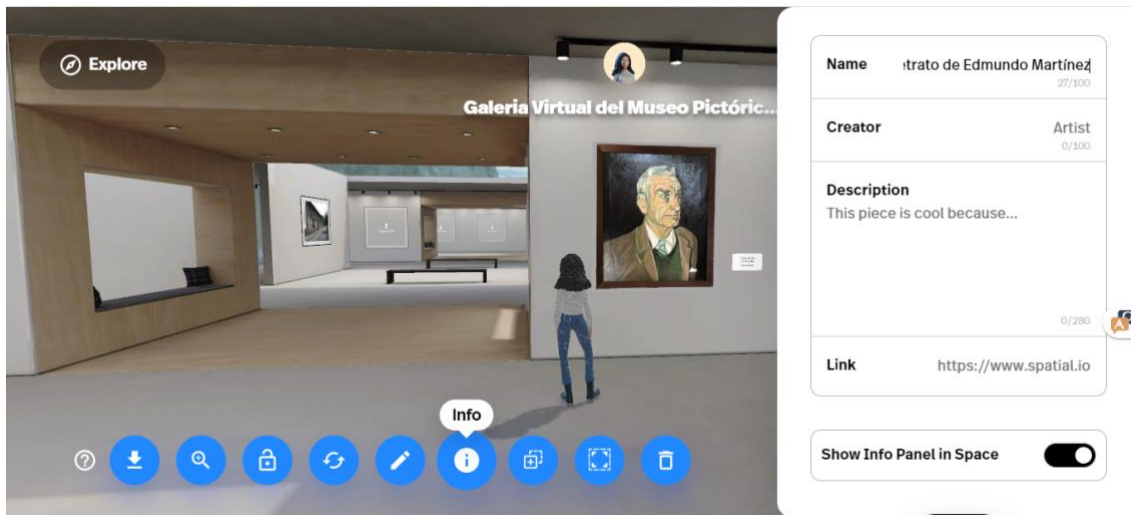 Explore
Galeria Virtual del Museo Pictóric...
Info
Name
trato de Edmundo Martínez
27/100
Creator
Artist
0/100
Description
This piece is cool because...
0/280
Link
https://www.spatial.io
Show Info Panel in Space